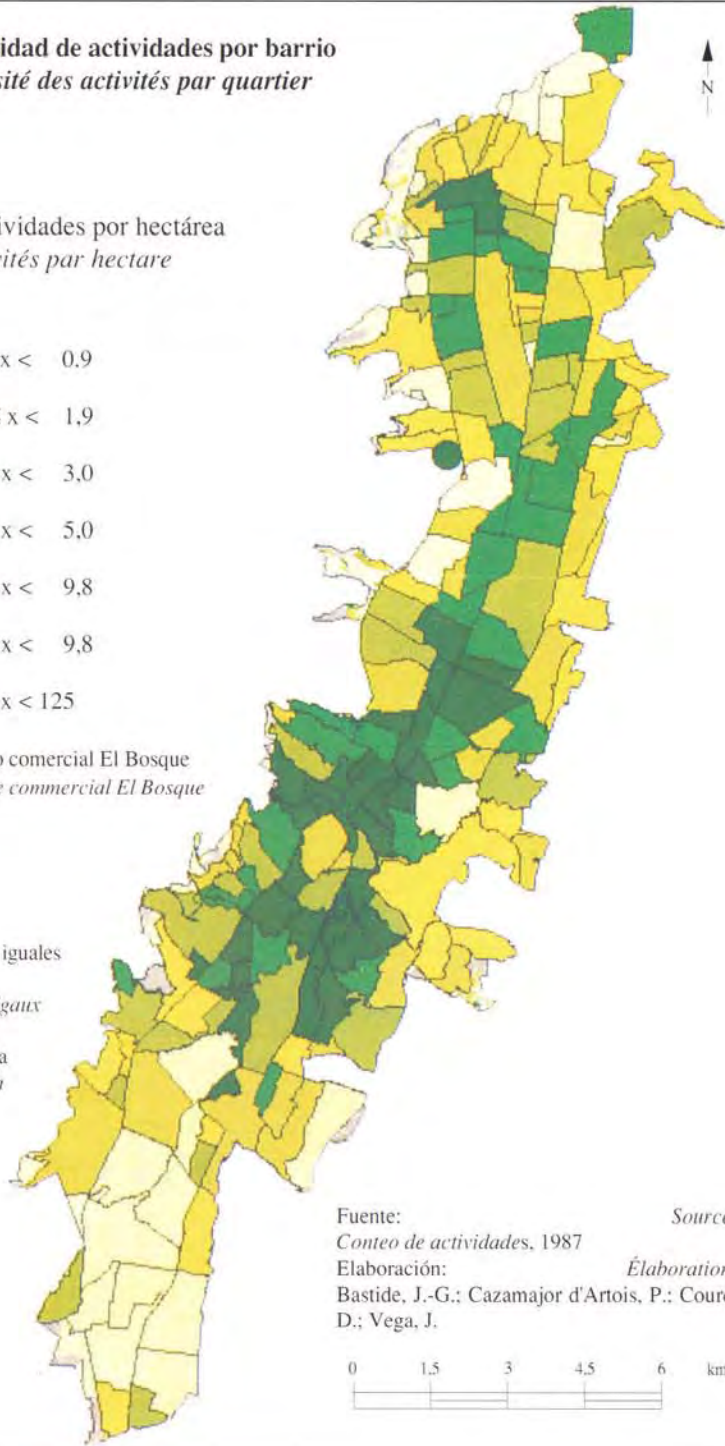 idad de actividades por barrio
sité des activités par quartier
N
ividades por hectárea
vités par hectare
x < 0.9
x < 1,9
x < 3,0
x < 5.0
x < 9,8
x < 9,8
x < 125
o comercial El Bosque
e commercial El Bosque
iguales
gaux
a
Fuente: Source
Conteo de actividades, 1987
Elaboración: Élaboration
Bastide, J.-G.; Cazamajor d'Artois, P.; Cour
D.; Vega, J.
0 1,5 3 4,5 6 km